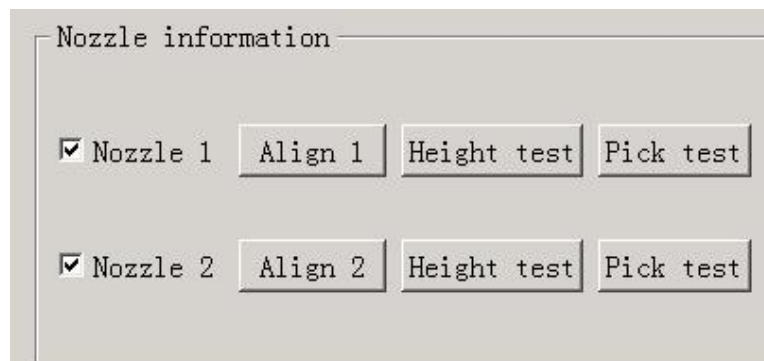 Nozzle information
Nozzle 1 Align 1 Height test Pick test
Nozzle 2 Align 2 Height test Pick test